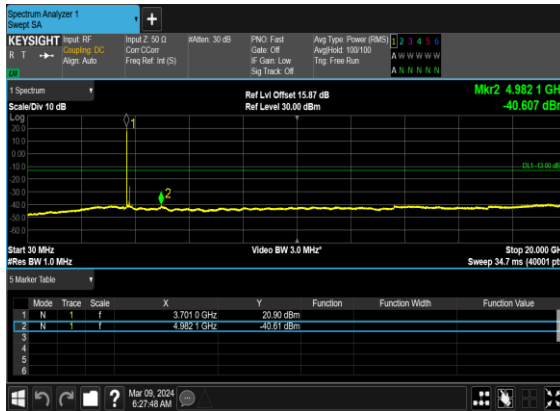 Spectrum Analyzer 1
Swept SA
KEYSIGHT Input: RF Input Z: 50 Ω #Atten: 30 dB PNO: Fast Avg Type: Power (RMS) 1 2 3 4 5 6
R T Coupling: DC Corr CCorr Gate: Off Avg|Hold: 100/100 A W W W W W
Align: Auto Freq Ref: Int (S) IF Gain: Low Trig: Free Run
LXI Sig Track: Off A N N N N N
1 Spectrum Ref Lvl Offset 15.87 dB Mkr2 4.982 1 GH
Scale/Div 10 dB Ref Level 30.00 dBm -40.607 dBm
Log
20.0 1
10.0
0.00
-10.0 DL1 -13.00 dB
-20.0
-30.0 2
-40.0
-50.0
-60.0
Start 30 MHz Video BW 3.0 MHz* Stop 20.000 GH
#Res BW 1.0 MHz Sweep 34.7 ms (40001 pts
5 Marker Table
Mode Trace Scale X Y Function Function Width Function Value
1 N 1 f 3.701 0 GHz 20.90 dBm
2 N 1 f 4.982 1 GHz -40.61 dBm
3
4
5
6
? Mar 09, 2024
6:27:48 AM